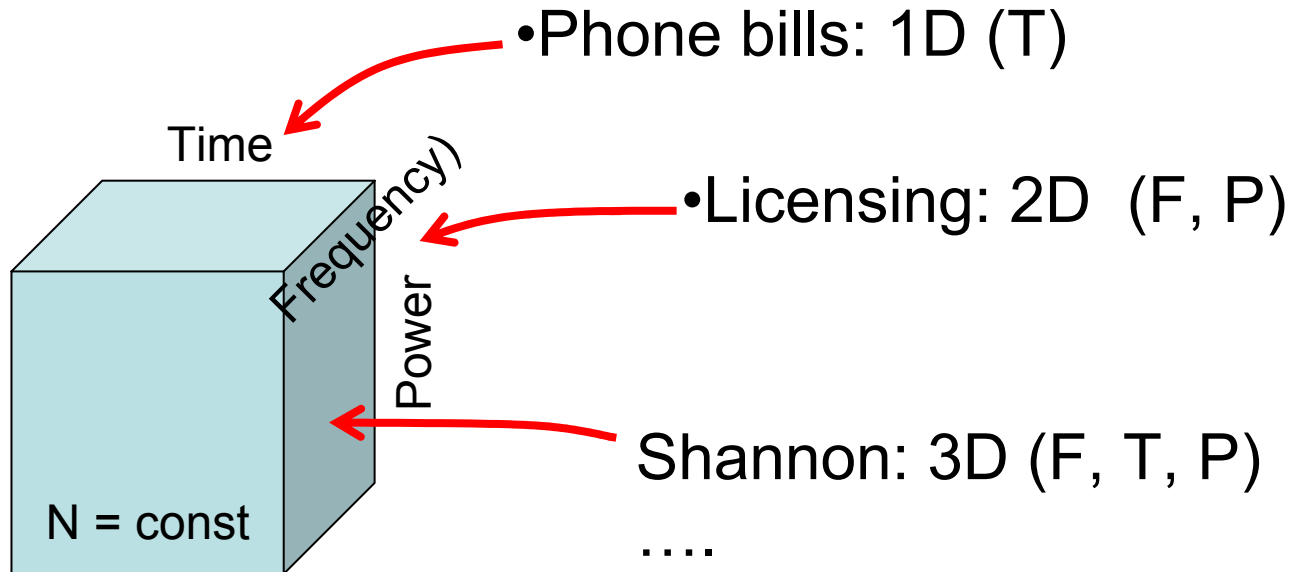 •Phone bills: 1D (T)
Time
Frequency)
•Licensing: 2D  (F, P)
Power
Shannon: 3D (F, T, P)
N = const
….